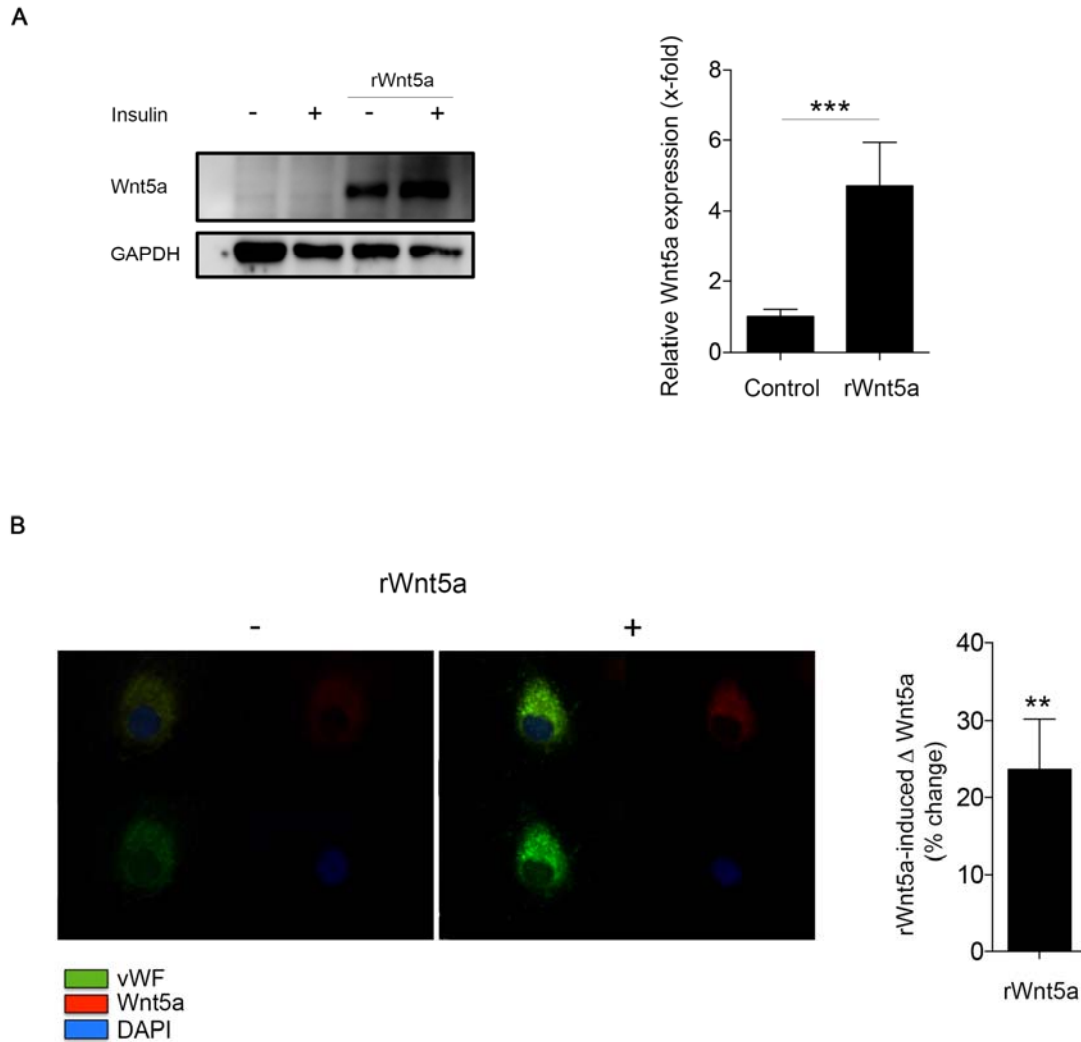 A
rWnt5a
Insulin - + - +
Wnt5a
GAPDH
Relative Wnt5a expression (x-fold)
8
6
4
2
0
***
Control rWnt5a
B
rWnt5a
- +
vWF
Wnt5a
DAPI
rWnt5a-induced Δ Wnt5a
(% change)
40
30
20
10
0
**
rWnt5a